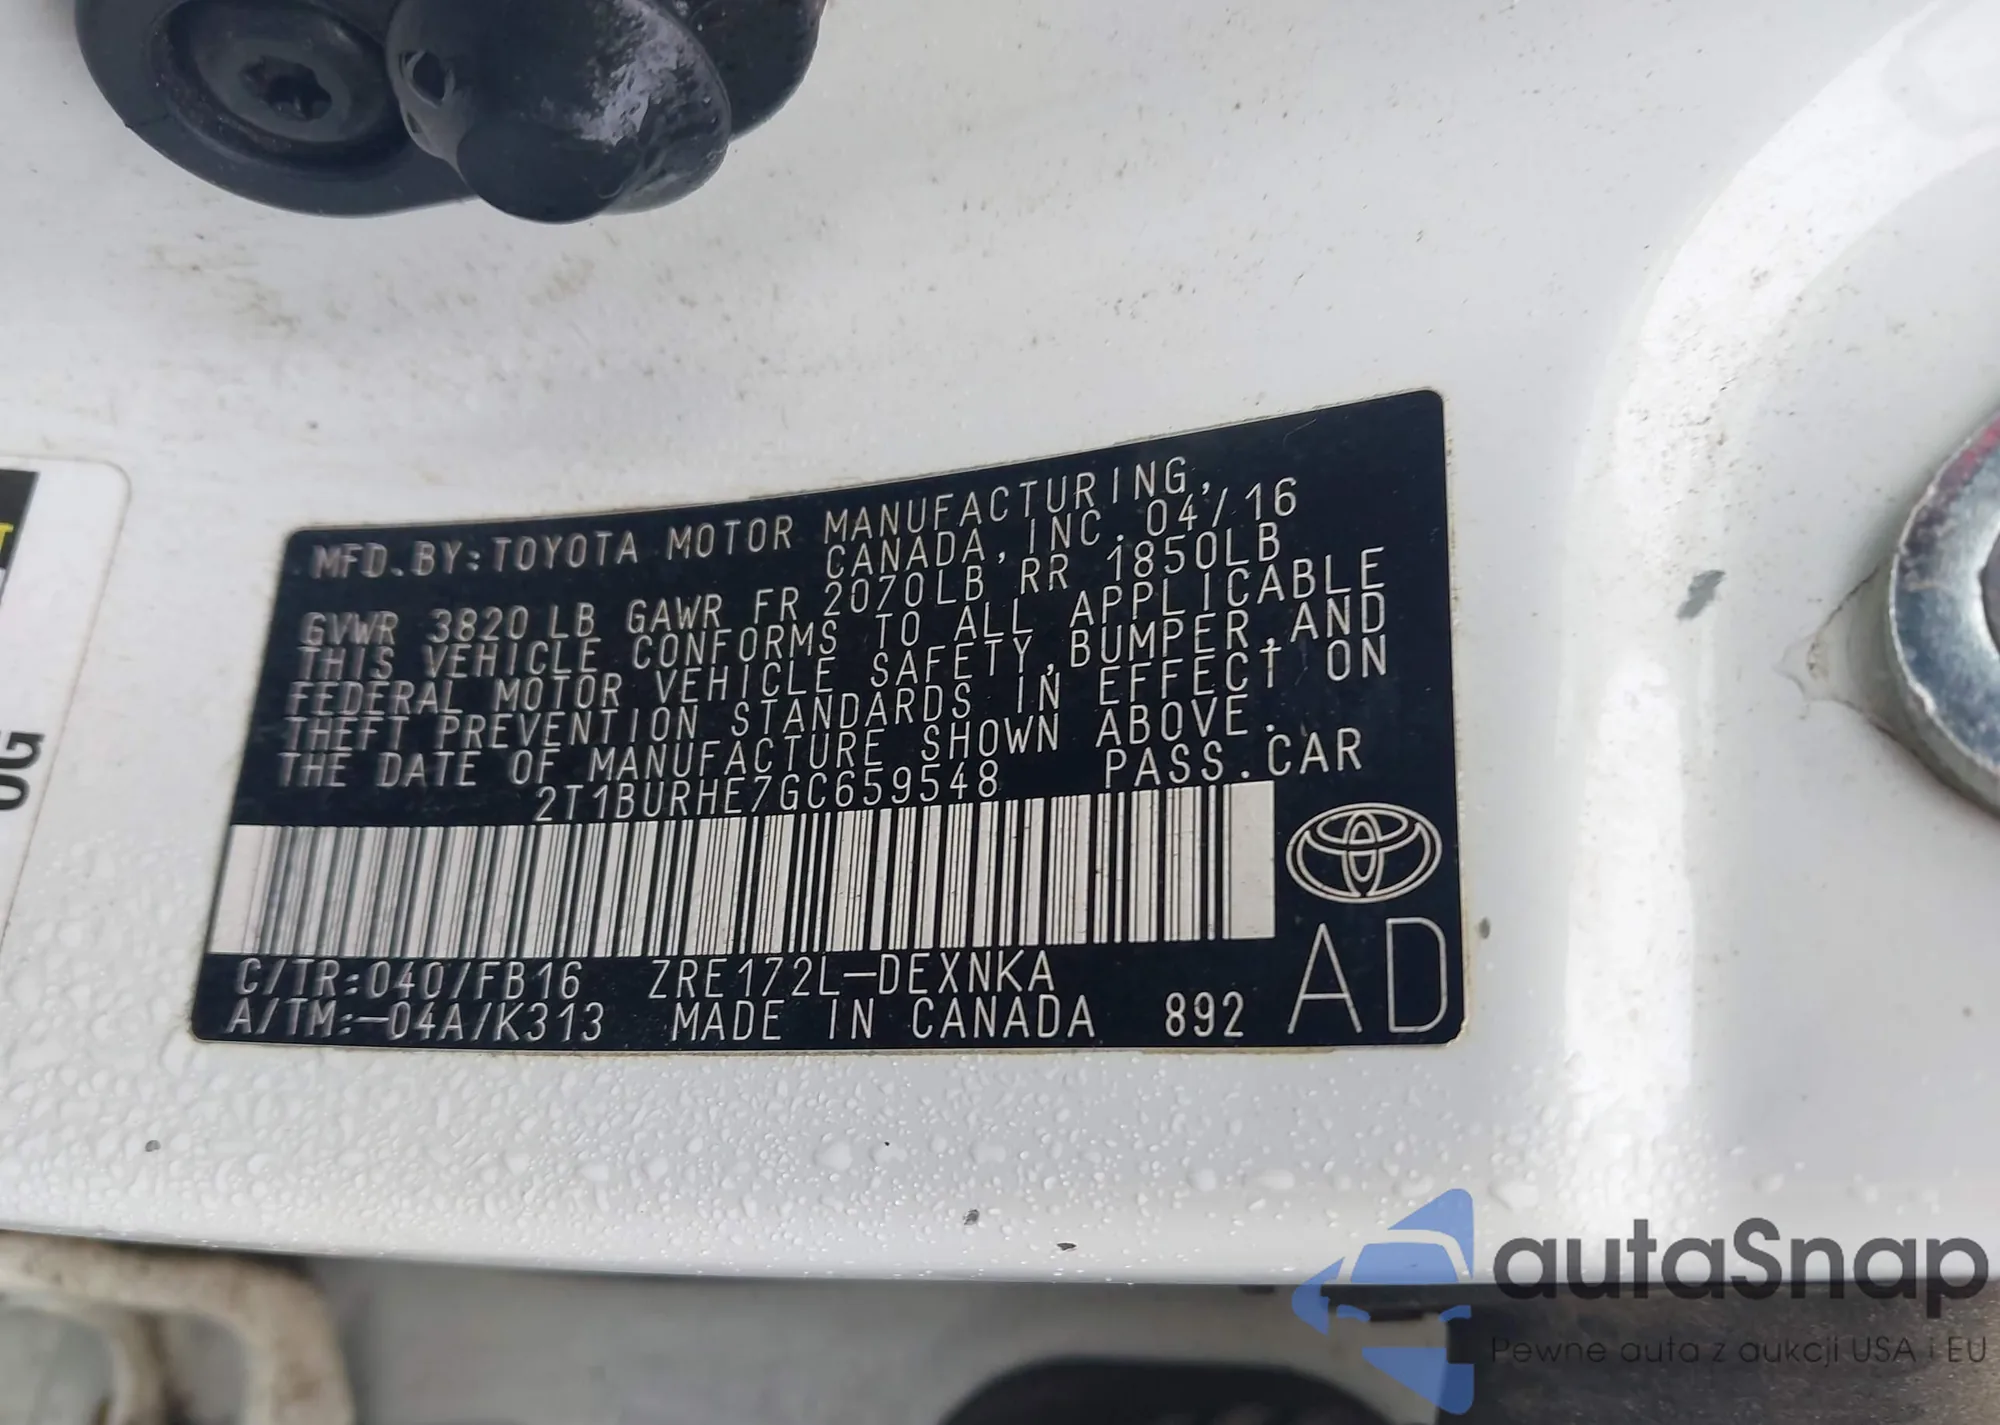 MFD.BY:TOYOTA MOTOR MANUFACTURING,
CANADA,INC.04/16
GVWR 3820 LB GAWR FR 2070LB RR 1850LB
THIS VEHICLE CONFORMS TO ALL APPLICABLE
FEDERAL MOTOR VEHICLE SAFETY,BUMPER,AND
THEFT PREVENTION STANDARDS IN EFFECT ON
THE DATE OF MANUFACTURE SHOWN ABOVE.
2T1BURHE7GC659548 PASS.CAR
C/TR:040/FB16 ZRE172L-DEXNKA
A/TM:-04A/K313 MADE IN CANADA 892
AD
OG
autaSnap
Pewne auta z aukcji USA i EU